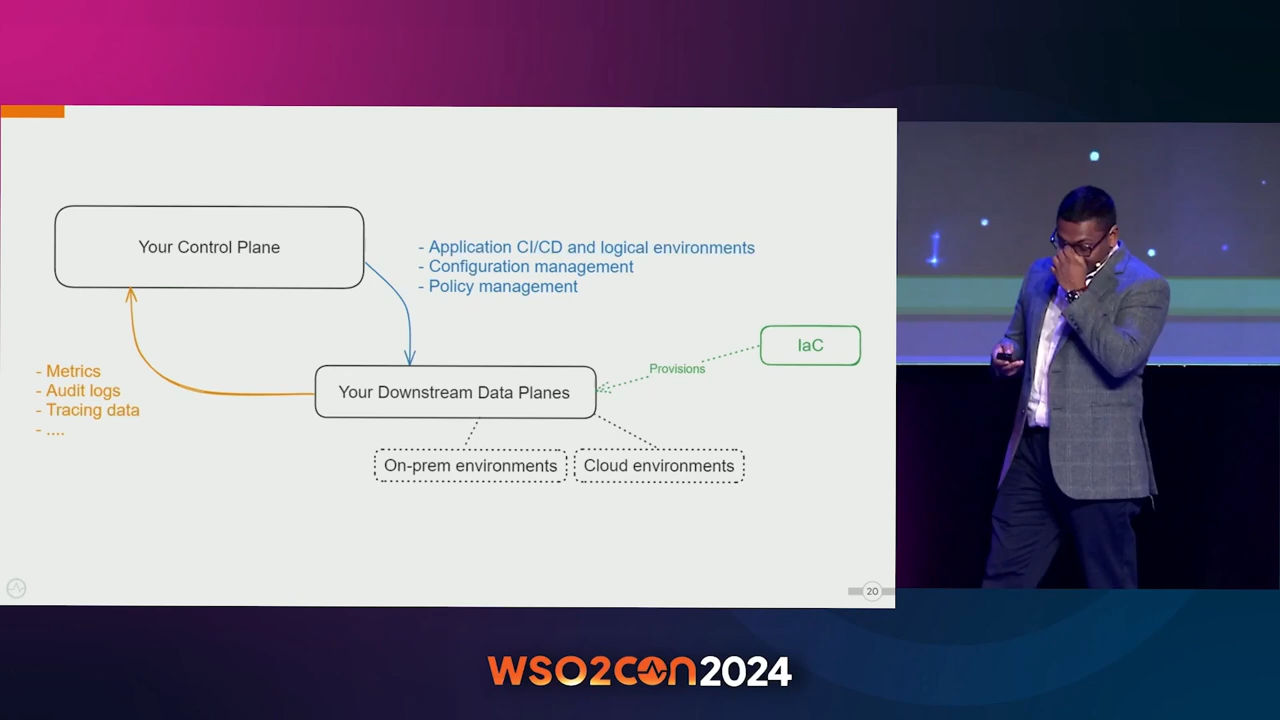 Your Control Plane
- Application CI/CD and logical environments
- Configuration management
- Policy management
IaC
Provisions
- Metrics
- Audit logs
- Tracing data
- ....
Your Downstream Data Planes
On-prem environments
Cloud environments
20
WSO2CON2024